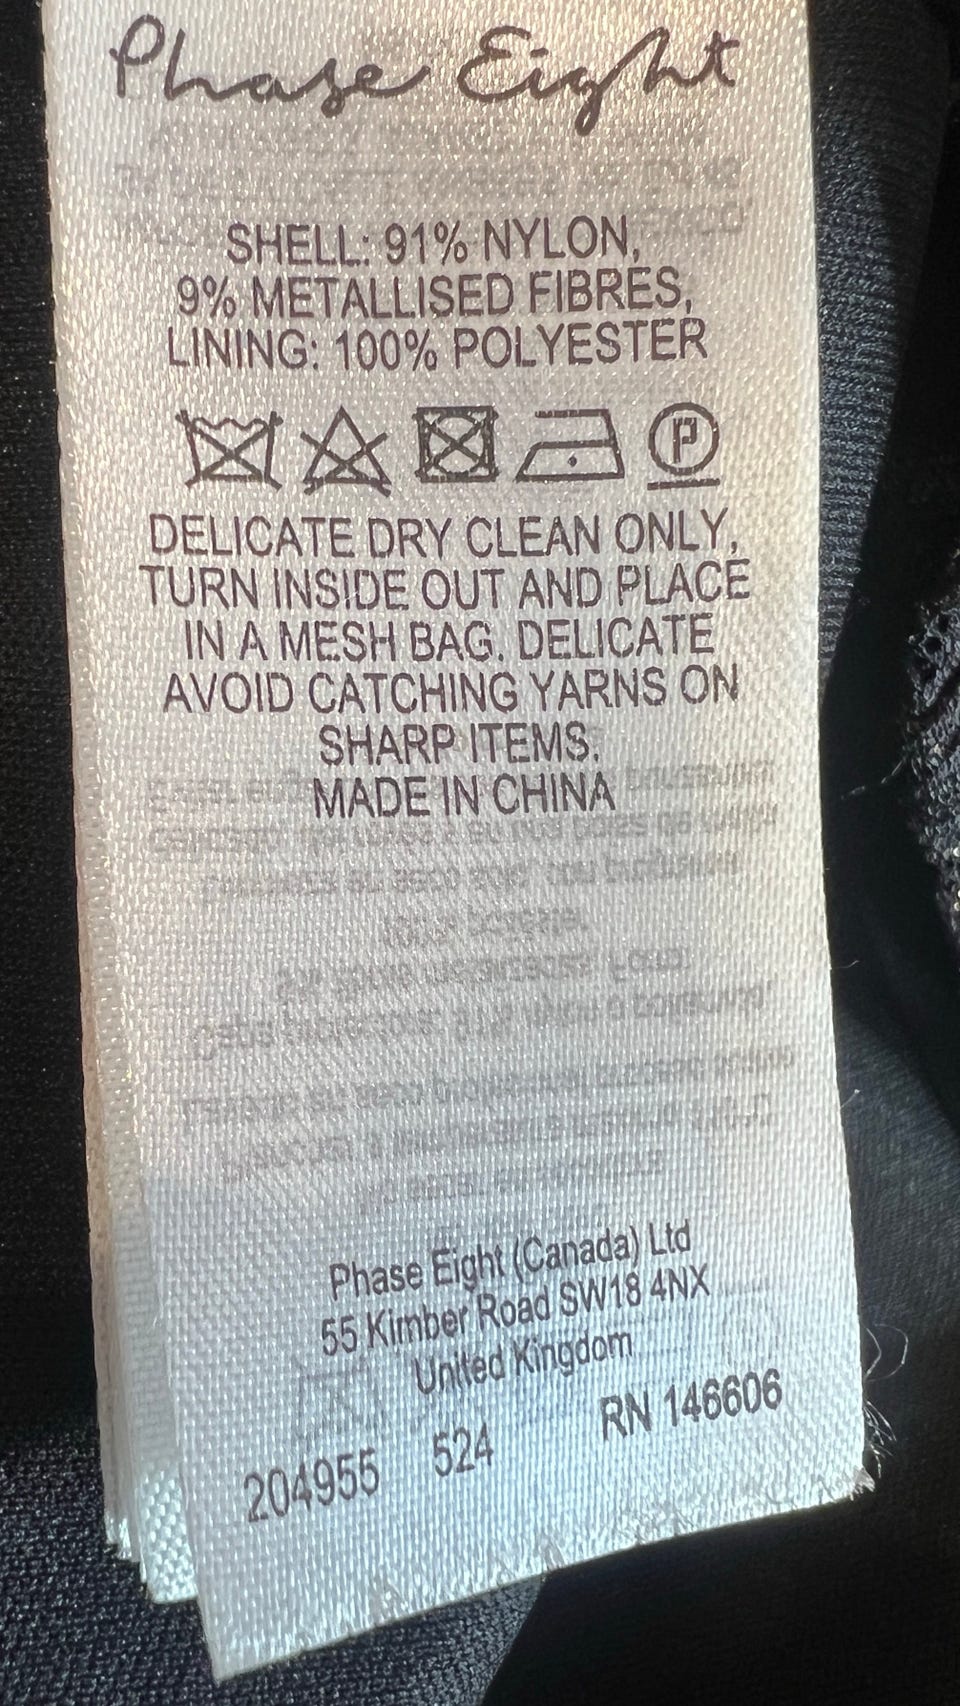 Phase Eight
SHELL: 91% NYLON,
9% METALLISED FIBRES,
LINING: 100% POLYESTER
P
DELICATE DRY CLEAN ONLY,
TURN INSIDE OUT AND PLACE
IN A MESH BAG. DELICATE
AVOID CATCHING YARNS ON
SHARP ITEMS.
MADE IN CHINA
Phase Eight (Canada) Ltd
55 Kimber Road SW18 4NX
United Kingdom
204955 524 RN 146606